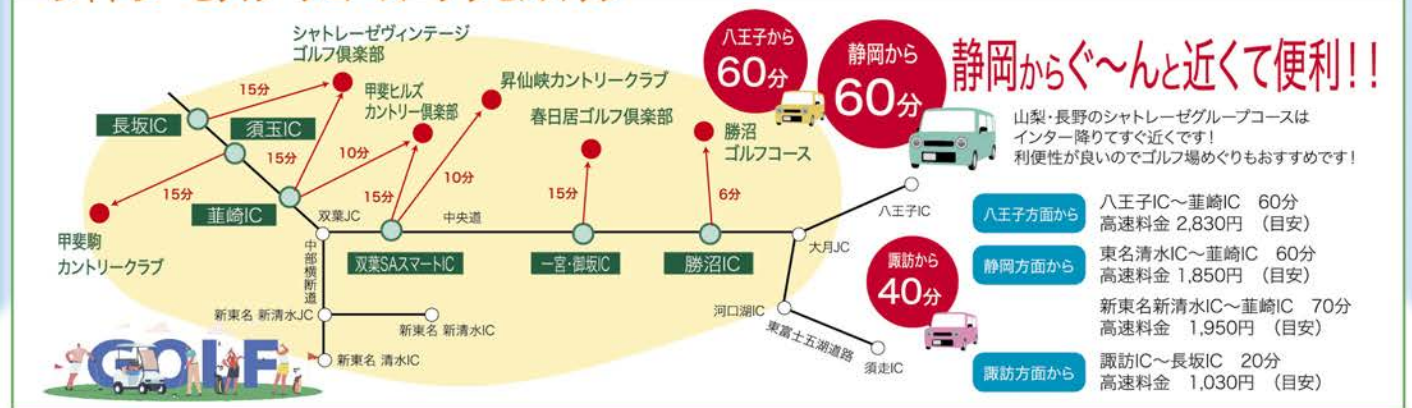 シャトレーゼヴィンテージ
ゴルフ倶楽部
八王子から
60分
静岡から
60分
静岡からぐ〜んと近くて便利!!
山梨・長野のシャトレーゼグループコースは
インター降りてすぐ近くです!
利便性が良いのでゴルフ場めぐりもおすすめです!
15分
甲斐ヒルズ
カントリー倶楽部
昇仙峡カントリークラブ
春日居ゴルフ倶楽部
勝沼
ゴルフコース
長坂IC
須玉IC
15分
10分
15分
15分
10分
15分
6分
韮崎IC
双葉JC
中央道
八王子IC
甲斐駒
カントリークラブ
中部横断道
双葉SAスマートIC
一宮・御坂IC
勝沼IC
大月JC
諏訪から
40分
新東名 新清水JC
新東名 新清水IC
新東名 清水IC
河口湖IC
東富士五湖道路
須走IC
GOLF
八王子方面から
八王子IC〜韮崎IC 60分
高速料金 2,830円 (目安)
静岡方面から
東名清水IC〜韮崎IC 60分
高速料金 1,850円 (目安)
新東名新清水IC〜韮崎IC 70分
高速料金 1,950円 (目安)
諏訪方面から
諏訪IC〜長坂IC 20分
高速料金 1,030円 (目安)